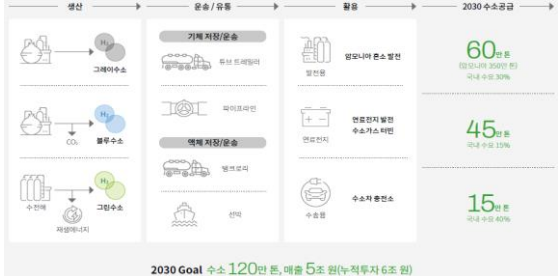 생산
운송 / 유통
활용
2030 수소공급
H₂
그레이수소
H₂
CO₂
블루수소
H₂
수전해
그린수소
재생에너지
기체 저장/운송
튜브 트레일러
파이프라인
액체 저장/운송
탱크로리
선박
발전용
암모니아 혼소 발전
연료전지
연료전지 발전
수소가스 터빈
수송용
수소차 충전소
60만 톤
(암모니아 350만 톤)
국내 수요 30%
45만 톤
국내 수요 15%
15만 톤
국내 수요 40%
2030 Goal 수소 120만 톤, 매출 5조 원(누적투자 6조 원)